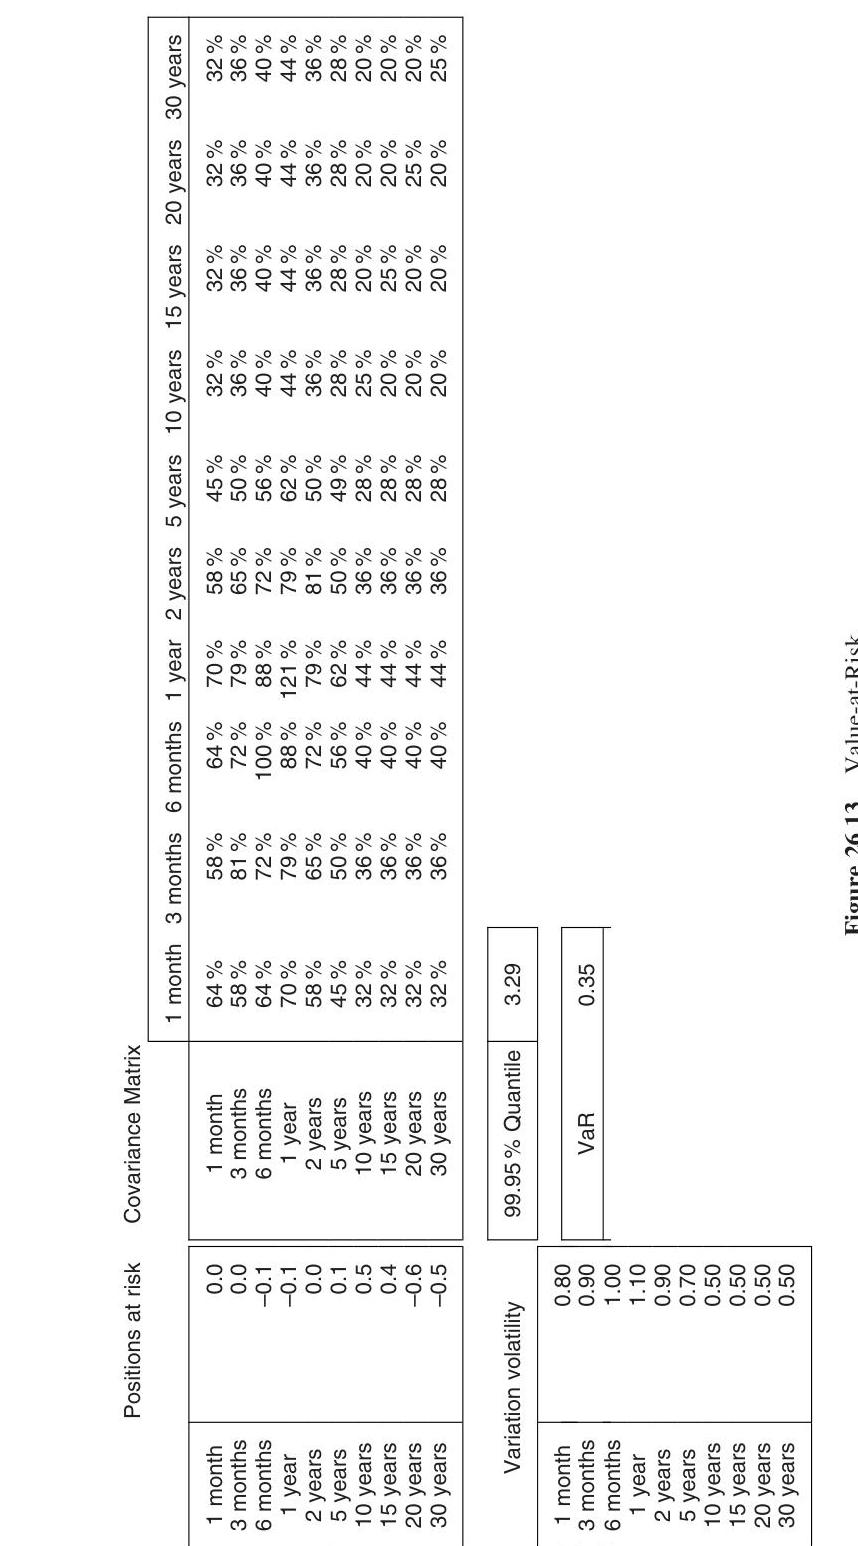 Positions at risk Covariance Matrix
1 month 3 months 6 months 1 year 2 years 5 years 10 years 15 years 20 years 30 years
1 month 0.0 1 month 64 % 58 % 64 % 70 % 58 % 45 % 32 % 32 % 32 % 32 %
3 months 0.0 3 months 58 % 81 % 72 % 79 % 65 % 50 % 36 % 36 % 36 % 36 %
6 months –0.1 6 months 64 % 72 % 100 % 88 % 72 % 56 % 40 % 40 % 40 % 40 %
1 year –0.1 1 year 70 % 79 % 88 % 121 % 79 % 62 % 44 % 44 % 44 % 44 %
2 years 0.0 2 years 58 % 65 % 72 % 79 % 81 % 50 % 36 % 36 % 36 % 36 %
5 years 0.1 5 years 45 % 50 % 56 % 62 % 50 % 49 % 28 % 28 % 28 % 28 %
10 years 0.5 10 years 32 % 36 % 40 % 44 % 36 % 28 % 25 % 20 % 20 % 20 %
15 years 0.4 15 years 32 % 36 % 40 % 44 % 36 % 28 % 20 % 25 % 20 % 20 %
20 years –0.6 20 years 32 % 36 % 40 % 44 % 36 % 28 % 20 % 20 % 25 % 20 %
30 years –0.5 30 years 32 % 36 % 40 % 44 % 36 % 28 % 20 % 20 % 20 % 25 %
Variation volatility 99.95 % Quantile 3.29
1 month 0.80
3 months 0.90 VaR 0.35
6 months 1.00
1 year 1.10
2 years 0.90
5 years 0.70
10 years 0.50
15 years 0.50
20 years 0.50
30 years 0.50
Figure 26.13 Value-at-Risk